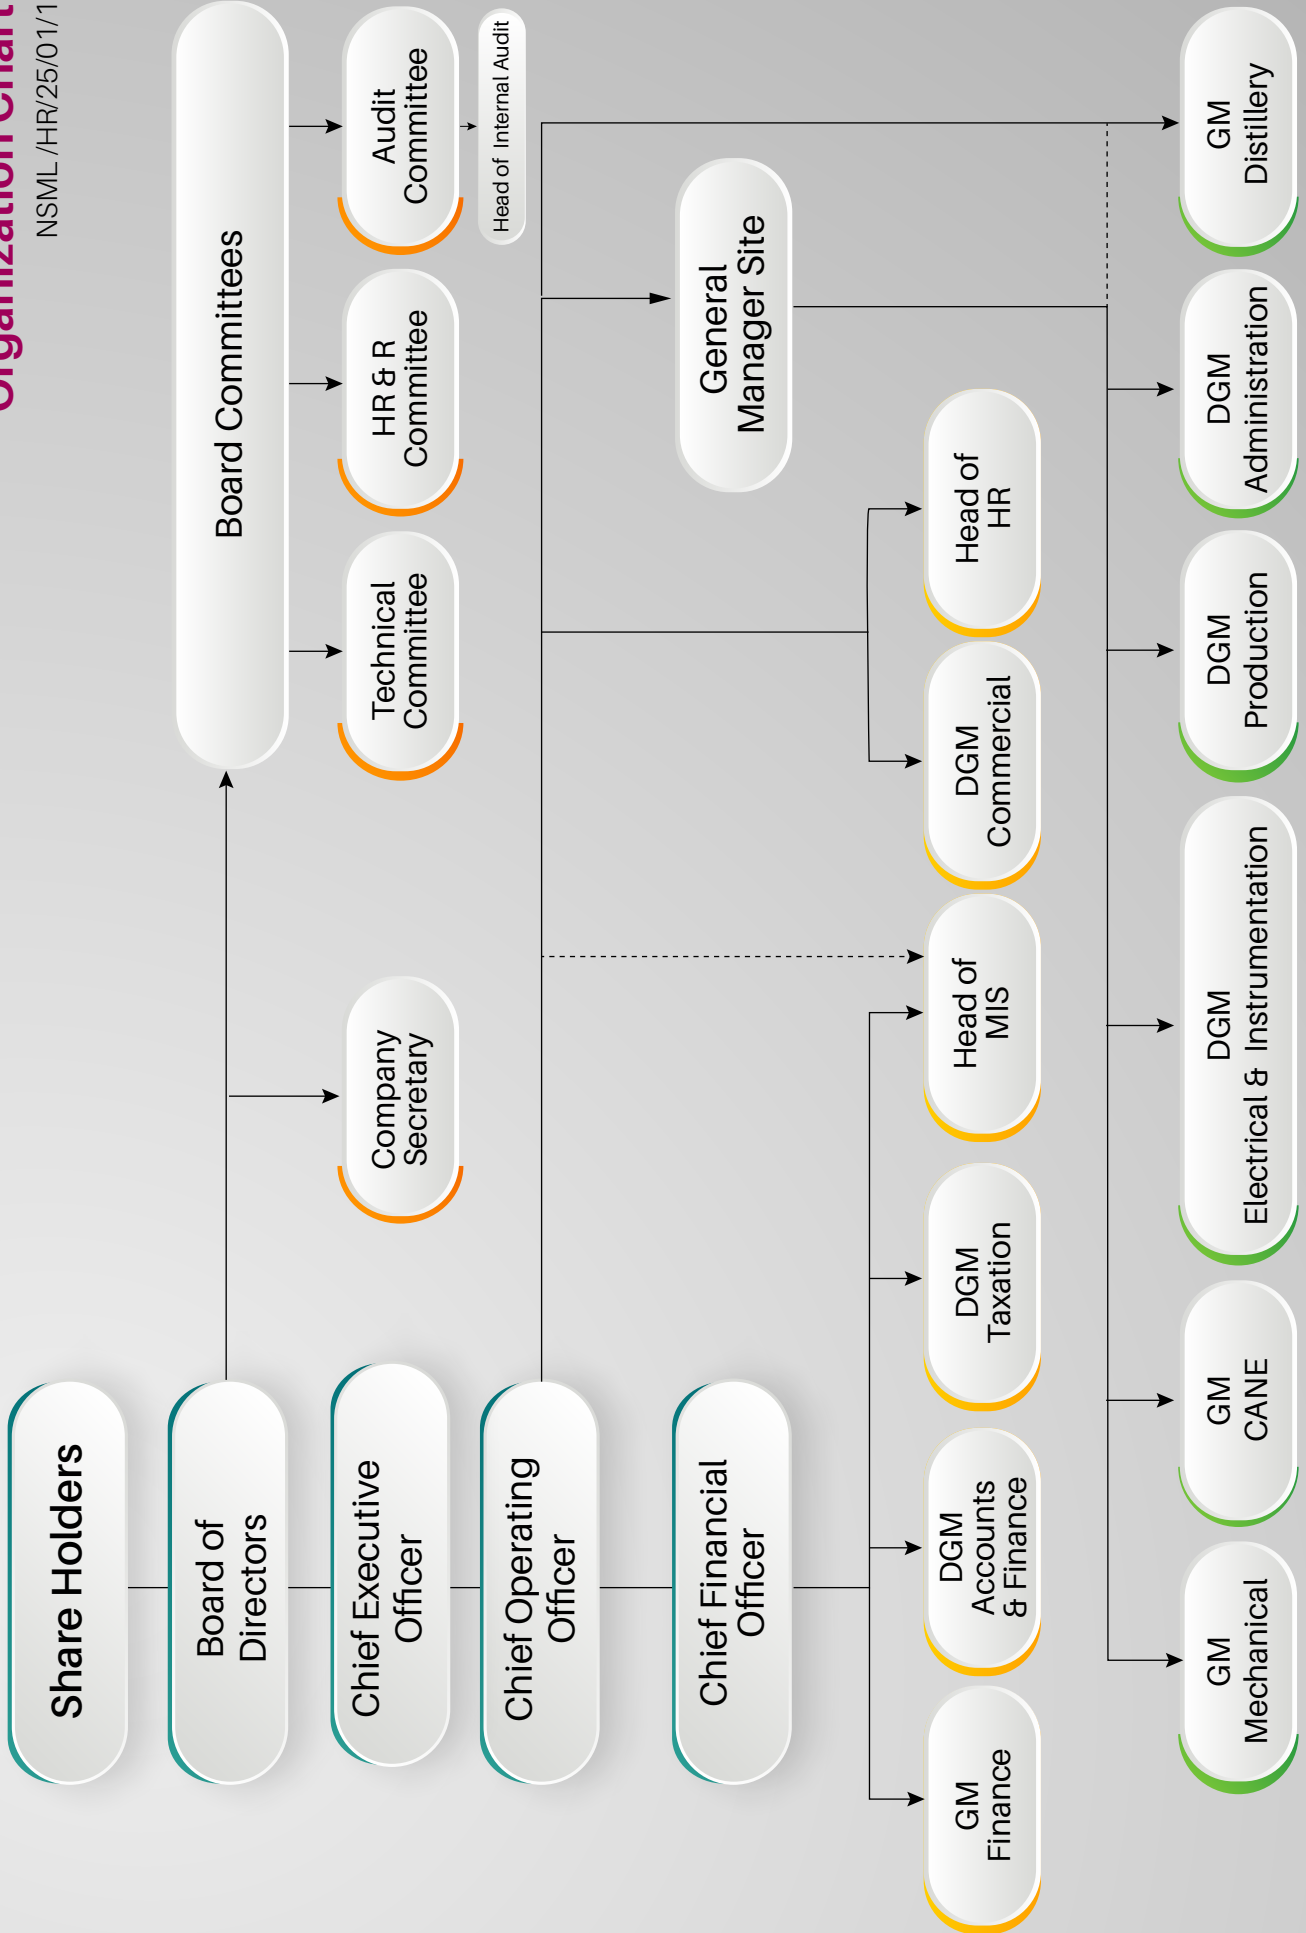 Organization Chart
NSML /HR/25/01/1
Share Holders
Board of
Directors
Board Committees
Chief Executive
Officer
Company
Secretary
Technical
Committee
HR & R
Committee
Audit
Committee
Head of Internal Audit
Chief Operating
Officer
Chief Financial
Officer
General
Manager Site
GM
Finance
DGM
Accounts
& Finance
DGM
Taxation
Head of
MIS
DGM
Commercial
Head of
HR
GM
Mechanical
GM
CANE
DGM
Electrical & Instrumentation
DGM
Production
DGM
Administration
GM
Distillery